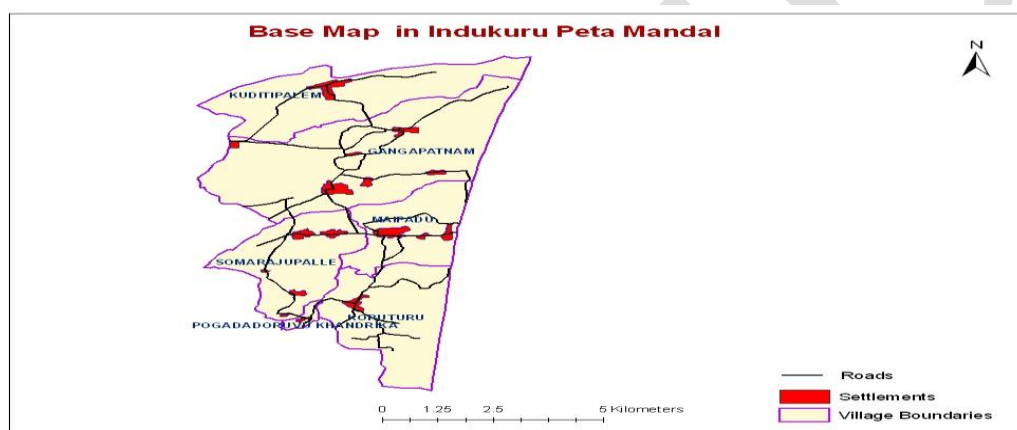 Base Map in Indukuru Peta Mandal
N
KUDITIPALEM
GANGAPATNAM
MAIPADU
SOMARAJUPALLE
KORUTURU
POGADADORUVU KHANDRIKA
Roads
Settlements
Village Boundaries
0 1.25 2.5 5 Kilometers